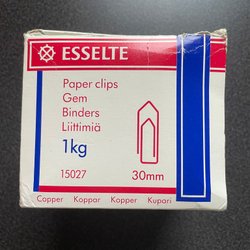 ESSELTE
Paper clips
Gem
Binders
Liittimiä
1kg
15027 30mm
Copper Koppar Kopper Kupari